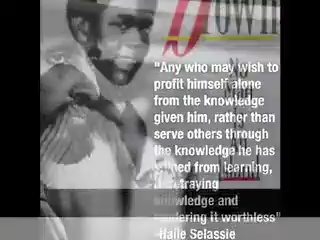 rown
"Any who may wish to
profit himself alone
from the knowledge
given him, rather than
serve others through
the knowledge he has
from learning,
knowledge and
it worthless"
Haile Selassie